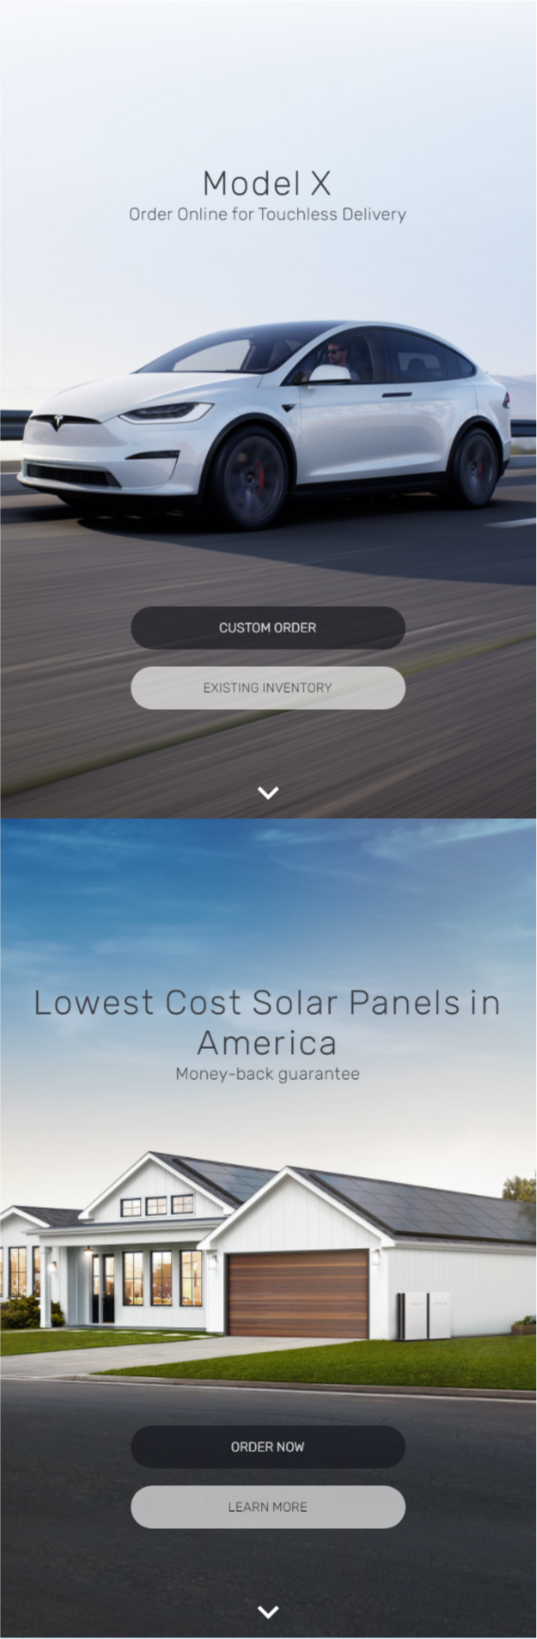 Model X
Order Online for Touchless Delivery
CUSTOM ORDER
EXISTING INVENTORY
Lowest Cost Solar Panels in
America
Money-back guarantee
ORDER NOW
LEARN MORE